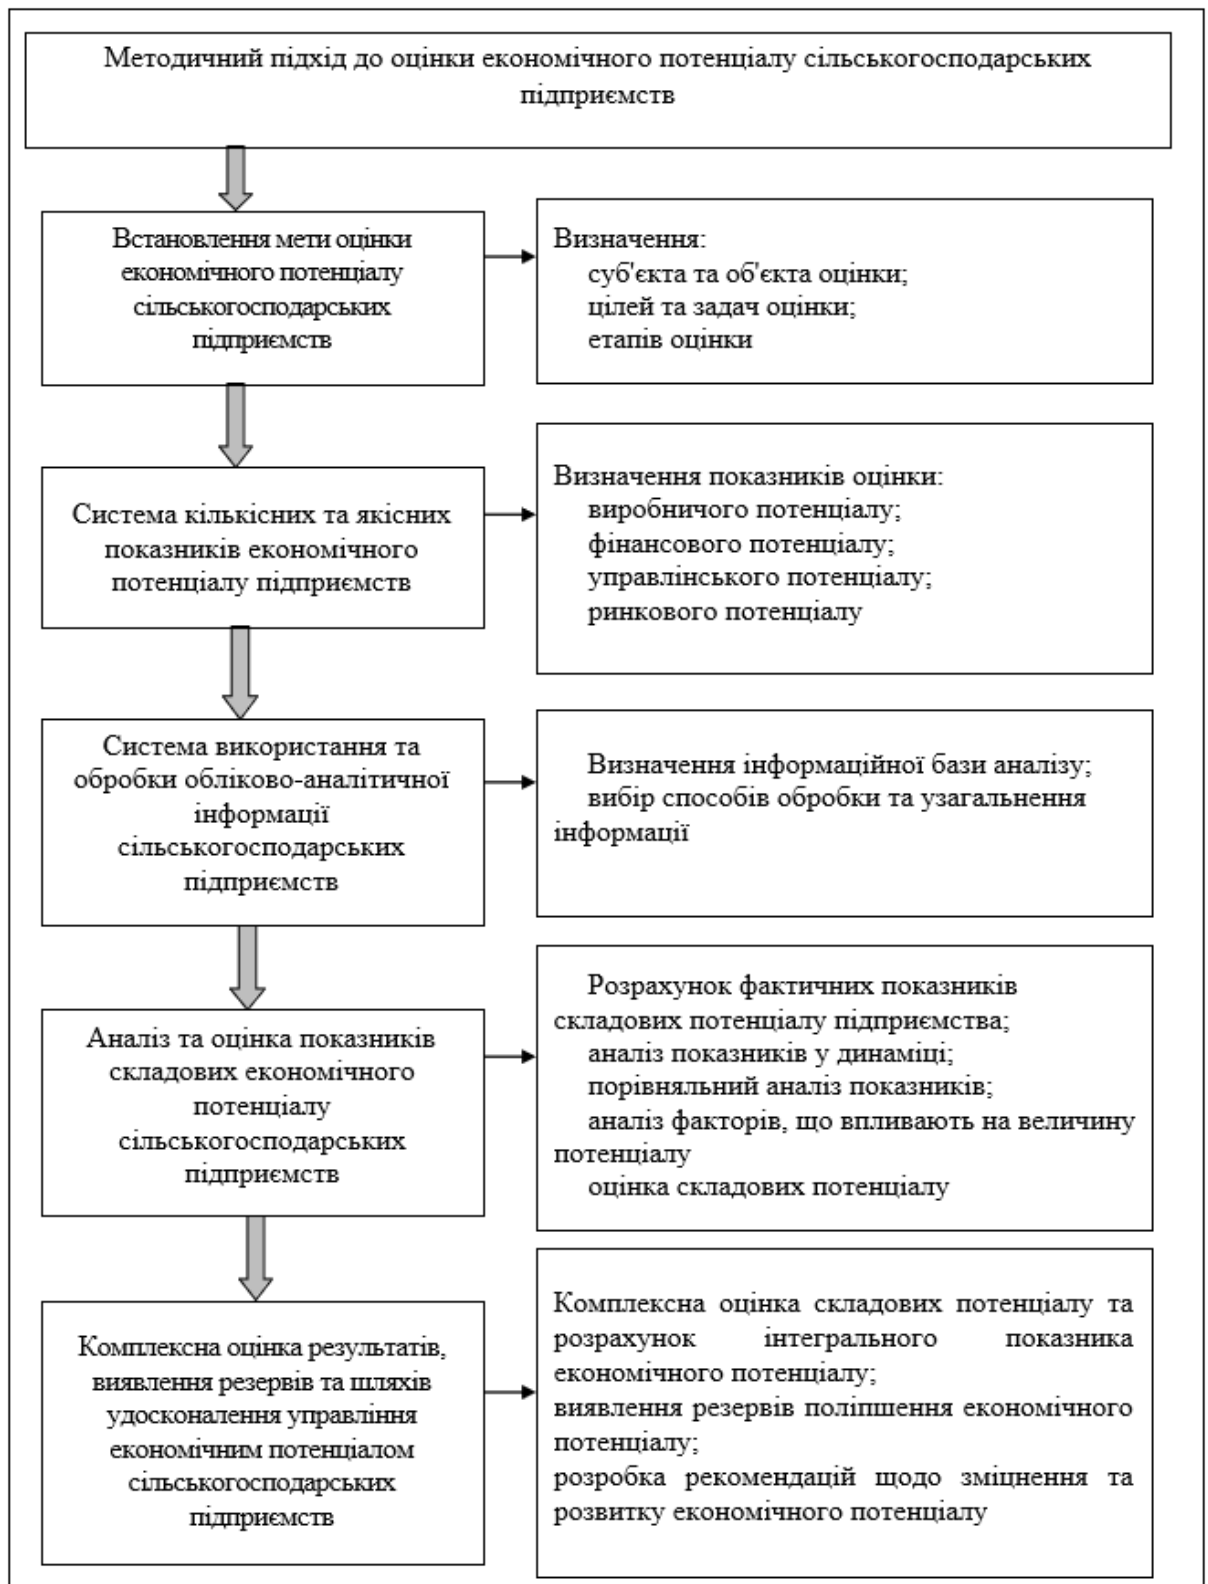 Методичний підхід до оцінки економічного потенціалу сільськогосподарських
підприємств
Встановлення мети оцінки
економічного потенціалу
сільськогосподарських
підприємств
Визначення:
суб'єкта та об'єкта оцінки;
цілей та задач оцінки;
етапів оцінки
Система кількісних та якісних
показників економічного
потенціалу підприємств
Визначення показників оцінки:
виробничого потенціалу;
фінансового потенціалу;
управлінського потенціалу;
ринкового потенціалу
Система використання та
обробки обліково-аналітичної
інформації
сільськогосподарських
підприємств
Визначення інформаційної бази аналізу;
вибір способів обробки та узагальнення
інформації
Аналіз та оцінка показників
складових економічного
потенціалу
сільськогосподарських
підприємств
Розрахунок фактичних показників
складових потенціалу підприємства;
аналіз показників у динаміці;
порівняльний аналіз показників;
аналіз факторів, що впливають на величину
потенціалу
оцінка складових потенціалу
Комплексна оцінка результатів,
виявлення резервів та шляхів
удосконалення управління
економічним потенціалом
сільськогосподарських
підприємств
Комплексна оцінка складових потенціалу та
розрахунок інтегрального показника
економічного потенціалу;
виявлення резервів поліпшення економічного
потенціалу;
розробка рекомендацій щодо зміцнення та
розвитку економічного потенціалу